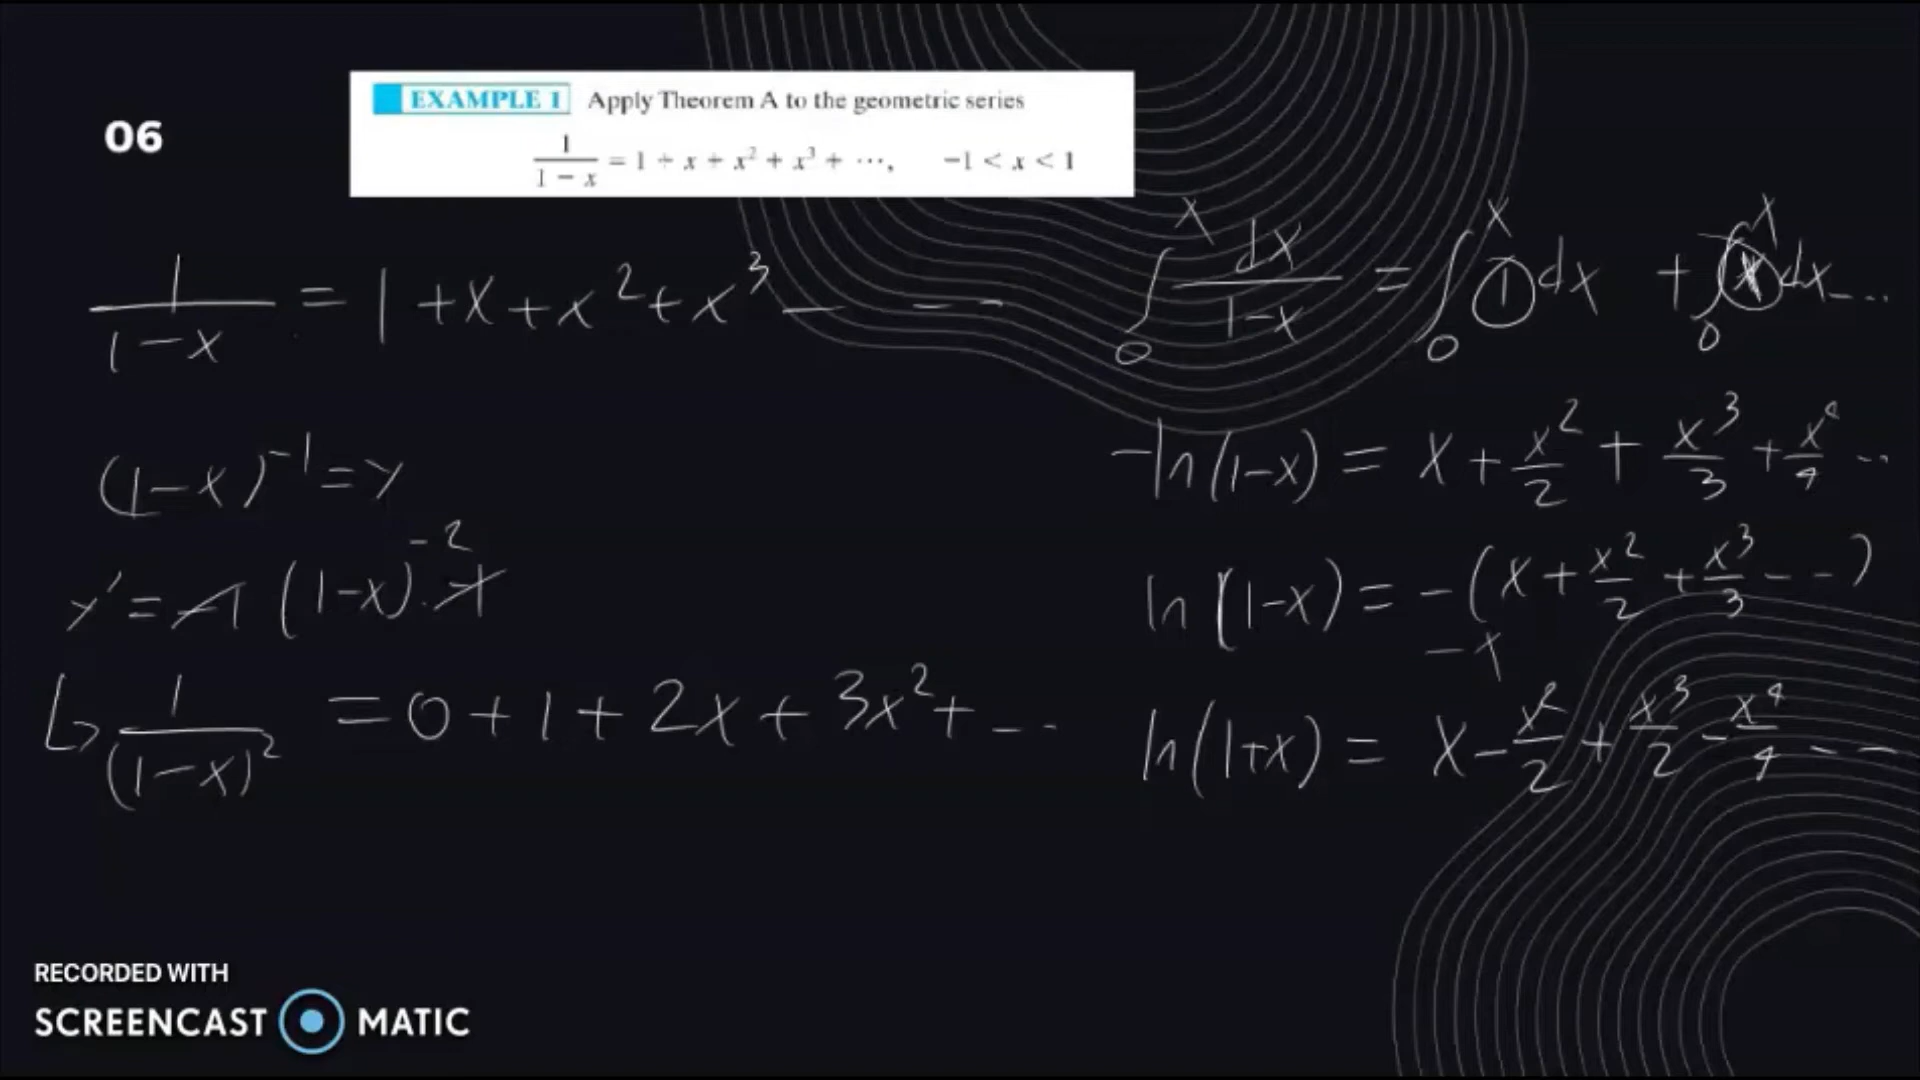 06
EXAMPLE 1 Apply Theorem A to the geometric series
1/(1 − x) = 1 + x + x² + x³ + ⋯, −1 < x < 1
1/(1−x) = 1 + x + x² + x³ - - - -
(1−x)⁻¹ = y
y' = -1 (1−x)⁻² · -1
↳ 1/(1−x)² = 0 + 1 + 2x + 3x² + - - -
∫₀ˣ dx/(1−x) = ∫₀ˣ 1 dx + ∫₀ˣ x dx ...
−ln(1−x) = x + x²/2 + x³/3 + x⁴/4 ...
ln(1−x) = −(x + x²/2 + x³/3 - - -)
−x
ln(1+x) = x − x²/2 + x³/2 − x⁴/4 - - -
RECORDED WITH
SCREENCAST MATIC